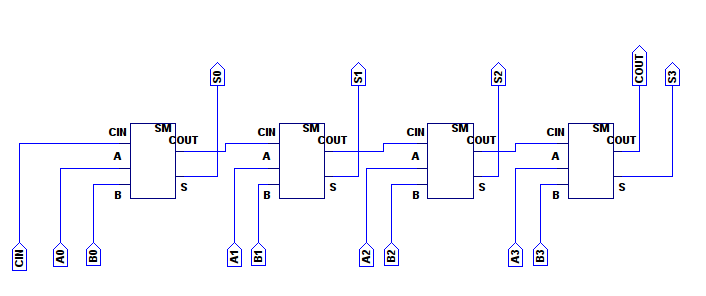 S0 S1 S2 COUT S3
SM SM SM SM
CIN COUT CIN COUT CIN COUT CIN COUT
A A A A
B S B S B S B S
CIN A0 B0 A1 B1 A2 B2 A3 B3